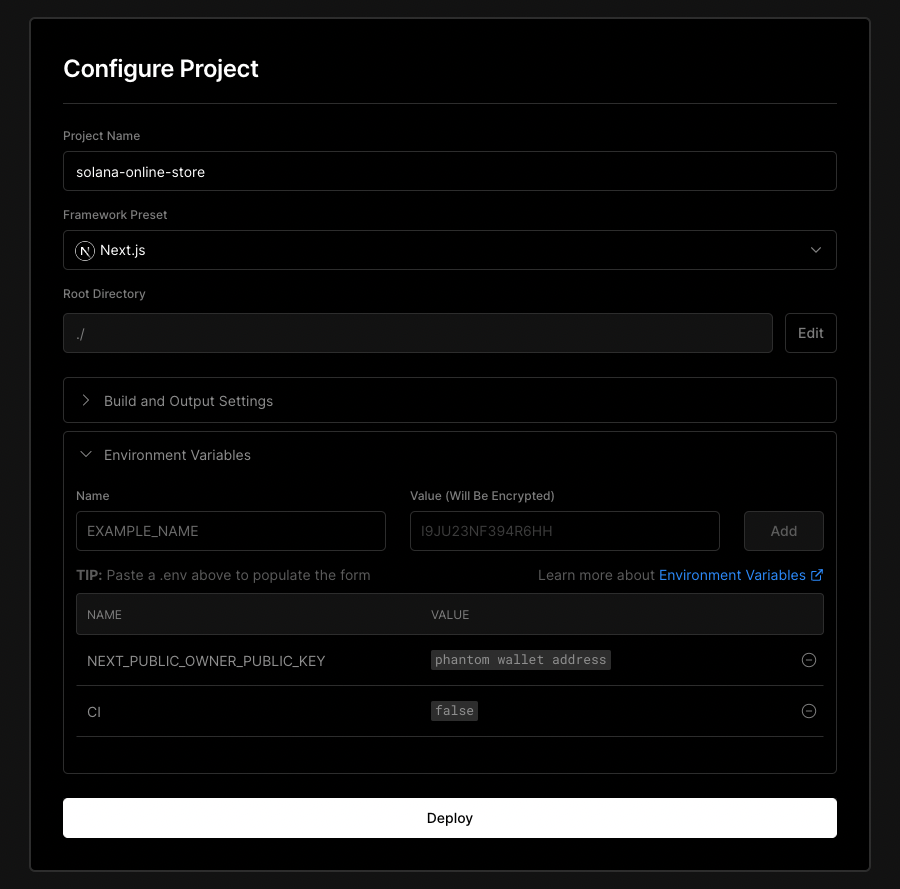 Configure Project
Project Name
solana-online-store
Framework Preset
N Next.js
Root Directory
./ Edit
Build and Output Settings
Environment Variables
Name Value (Will Be Encrypted)
EXAMPLE_NAME I9JU23NF394R6HH Add
TIP: Paste a .env above to populate the form Learn more about Environment Variables
NAME VALUE
NEXT_PUBLIC_OWNER_PUBLIC_KEY phantom wallet address
CI false
Deploy